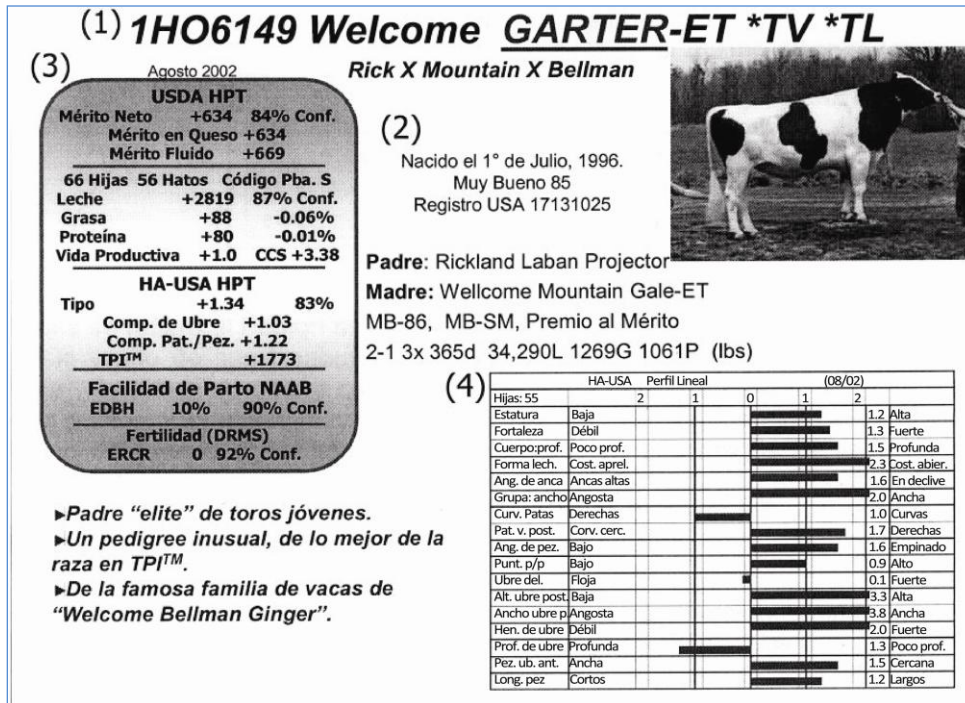 (1) 1HO6149 Welcome GARTER-ET *TV *TL
(3) Agosto 2002
Rick X Mountain X Bellman
USDA HPT
Mérito Neto +634 84% Conf.
Mérito en Queso +634
Mérito Fluido +669
66 Hijas 56 Hatos Código Pba. S
Leche +2819 87% Conf.
Grasa +88 -0.06%
Proteína +80 -0.01%
Vida Productiva +1.0 CCS +3.38
HA-USA HPT
Tipo +1.34 83%
Comp. de Ubre +1.03
Comp. Pat./Pez. +1.22
TPI™ +1773
Facilidad de Parto NAAB
EDBH 10% 90% Conf.
Fertilidad (DRMS)
ERCR 0 92% Conf.
(2)
Nacido el 1° de Julio, 1996.
Muy Bueno 85
Registro USA 17131025
Padre: Rickland Laban Projector
Madre: Wellcome Mountain Gale-ET
MB-86, MB-SM, Premio al Mérito
2-1 3x 365d 34,290L 1269G 1061P (lbs)
►Padre “elite” de toros jóvenes.
►Un pedigree inusual, de lo mejor de la
raza en TPI™.
►De la famosa familia de vacas de
“Welcome Bellman Ginger”.
(4)
HA-USA Perfil Lineal (08/02)
Hijas: 55 2 1 0 1 2
Estatura Baja 1.2 Alta
Fortaleza Débil 1.3 Fuerte
Cuerpo:prof. Poco prof. 1.5 Profunda
Forma lech. Cost. aprel. 2.3 Cost. abier.
Ang. de anca Ancas altas 1.6 En declive
Grupa: ancho Angosta 2.0 Ancha
Curv. Patas Derechas 1.0 Curvas
Pat. v. post. Corv. cerc. 1.7 Derechas
Ang. de pez. Bajo 1.6 Empinado
Punt. p/p Bajo 0.9 Alto
Ubre del. Floja 0.1 Fuerte
Alt. ubre post. Baja 3.3 Alta
Ancho ubre p Angosta 3.8 Ancha
Hen. de ubre Débil 2.0 Fuerte
Prof. de ubre Profunda 1.3 Poco prof.
Pez. ub. ant. Ancha 1.5 Cercana
Long. pez Cortos 1.2 Largos